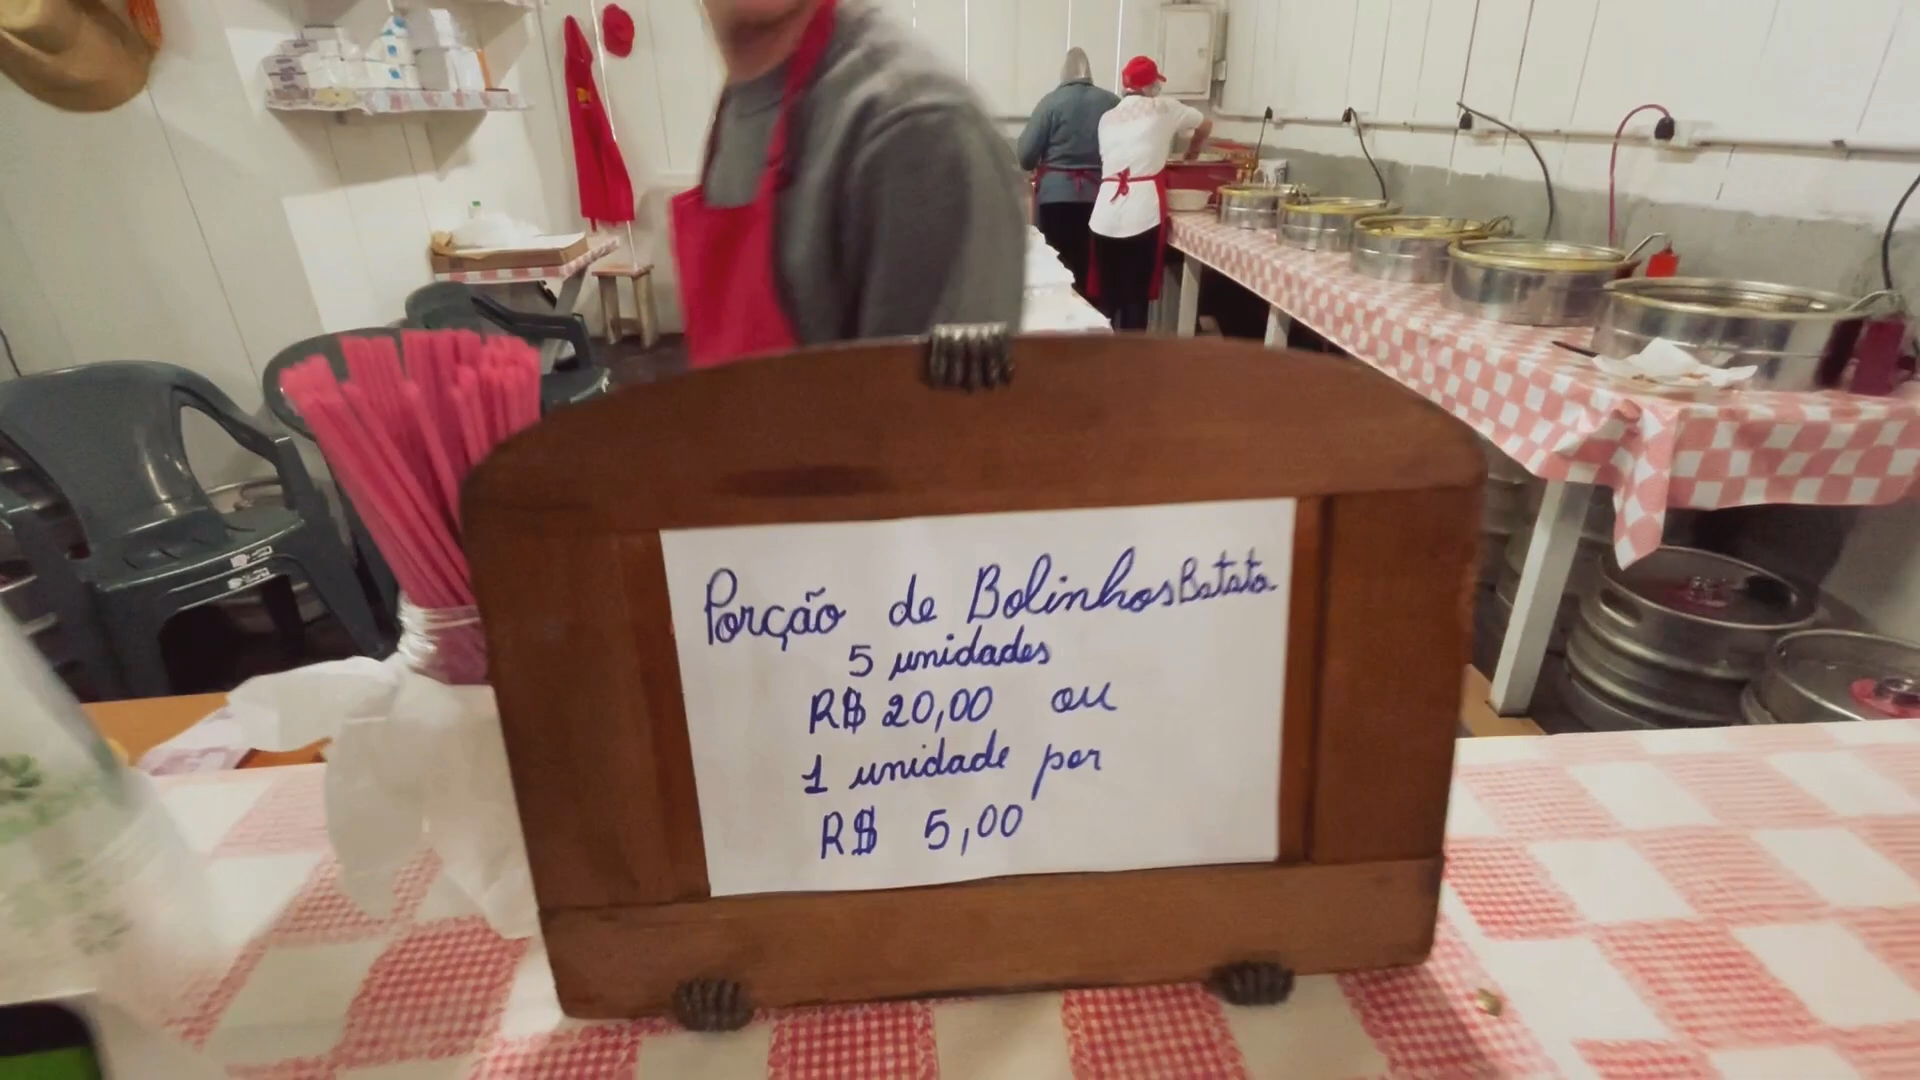 Porção de Bolinhos Batata
5 unidades
R$ 20,00 ou
1 unidade por
R$ 5,00